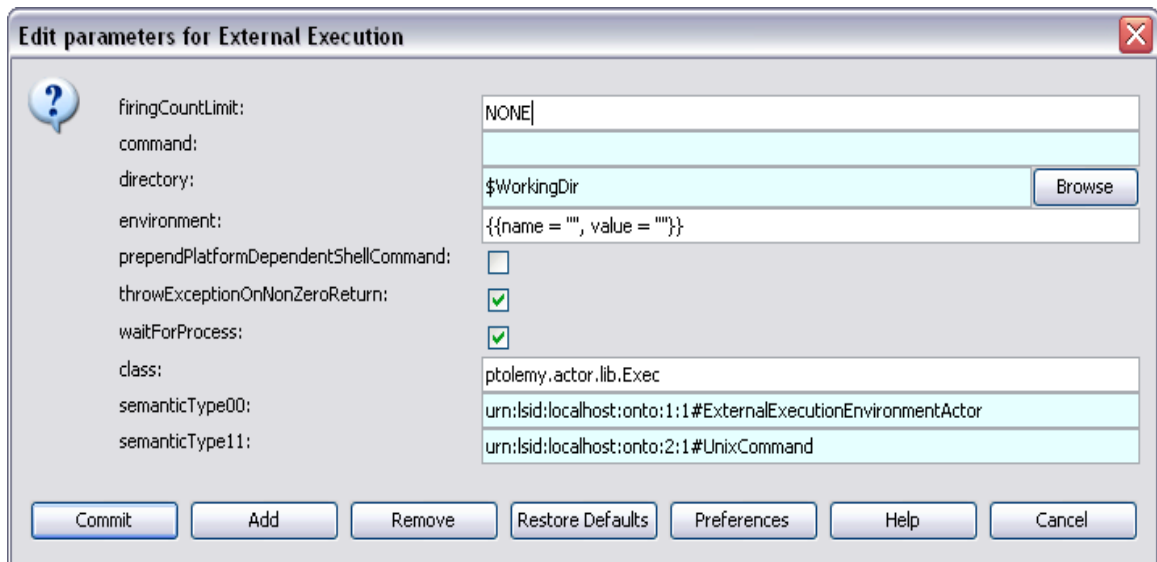 Edit parameters for External Execution
firingCountLimit: NONE
command:
directory: $WorkingDir Browse
environment: {{name = "", value = ""}}
prependPlatformDependentShellCommand:
throwExceptionOnNonZeroReturn:
waitForProcess:
class: ptolemy.actor.lib.Exec
semanticType00: urn:lsid:localhost:onto:1:1#ExternalExecutionEnvironmentActor
semanticType11: urn:lsid:localhost:onto:2:1#UnixCommand
Commit Add Remove Restore Defaults Preferences Help Cancel